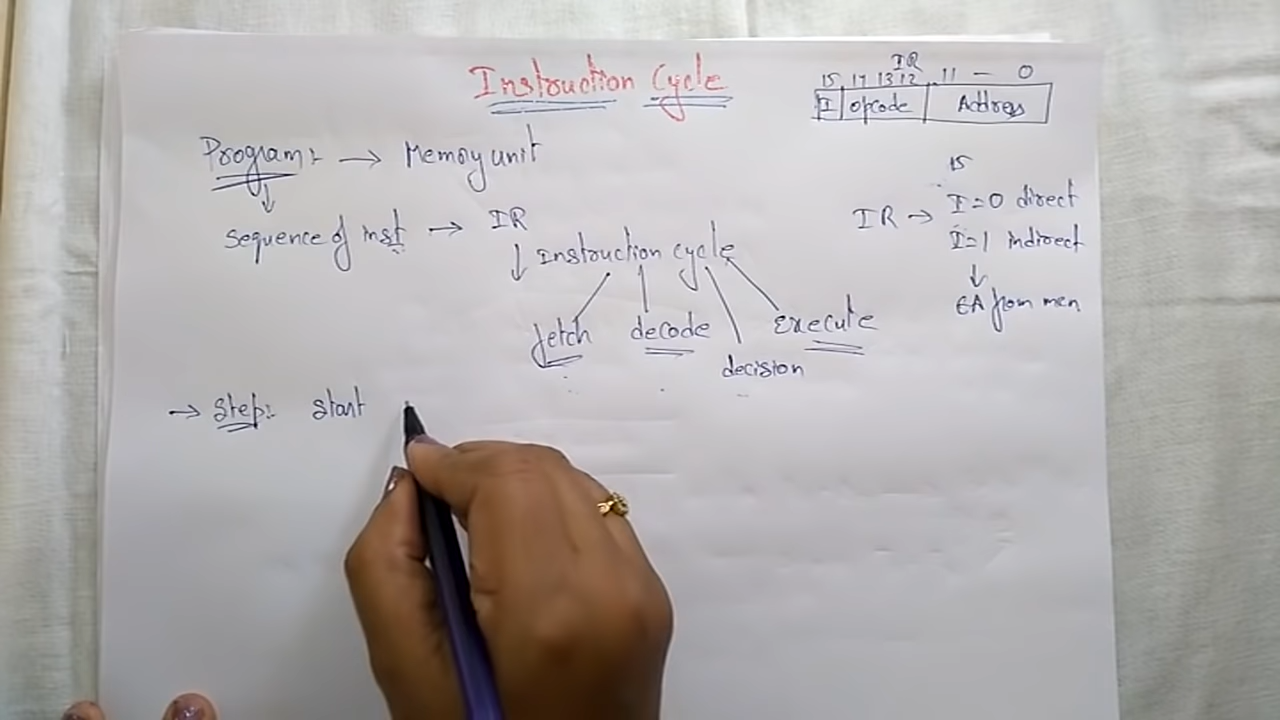 Instruction Cycle
IR
15 14 13 12 11 - 0
I opcode Address
Program:- → Memory unit
↓
sequence of inst → IR
↓ Instruction cycle
fetch decode execute
decision
15
IR → I=0 direct
I=1 indirect
↓
EA from mem
→ Step:- start